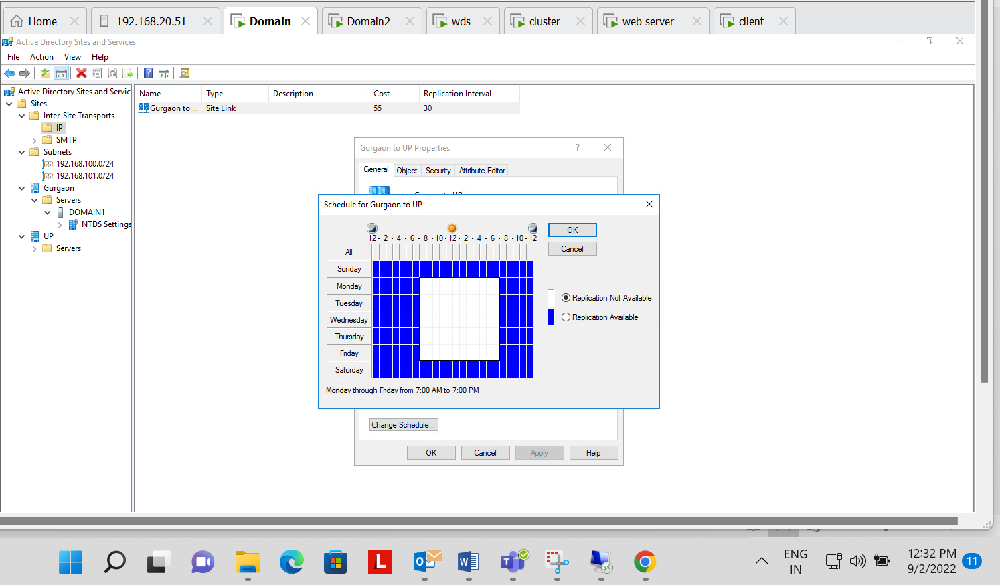 Home
192.168.20.51
Domain
Domain2
wds
cluster
web server
client
Active Directory Sites and Services
File Action View Help
Active Directory Sites and Servic
Sites
Inter-Site Transports
IP
SMTP
Subnets
192.168.100.0/24
192.168.101.0/24
Gurgaon
Servers
DOMAIN1
NTDS Settings
UP
Servers
Name Type Description Cost Replication Interval
Gurgaon to ... Site Link 55 30
Gurgaon to UP Properties
General Object Security Attribute Editor
Schedule for Gurgaon to UP
12 · 2 · 4 · 6 · 8 · 10 · 12 · 2 · 4 · 6 · 8 · 10 · 12
All
Sunday
Monday
Tuesday
Wednesday
Thursday
Friday
Saturday
Monday through Friday from 7:00 AM to 7:00 PM
OK
Cancel
Replication Not Available
Replication Available
Change Schedule...
OK Cancel Apply Help
ENG
IN
12:32 PM
9/2/2022
11